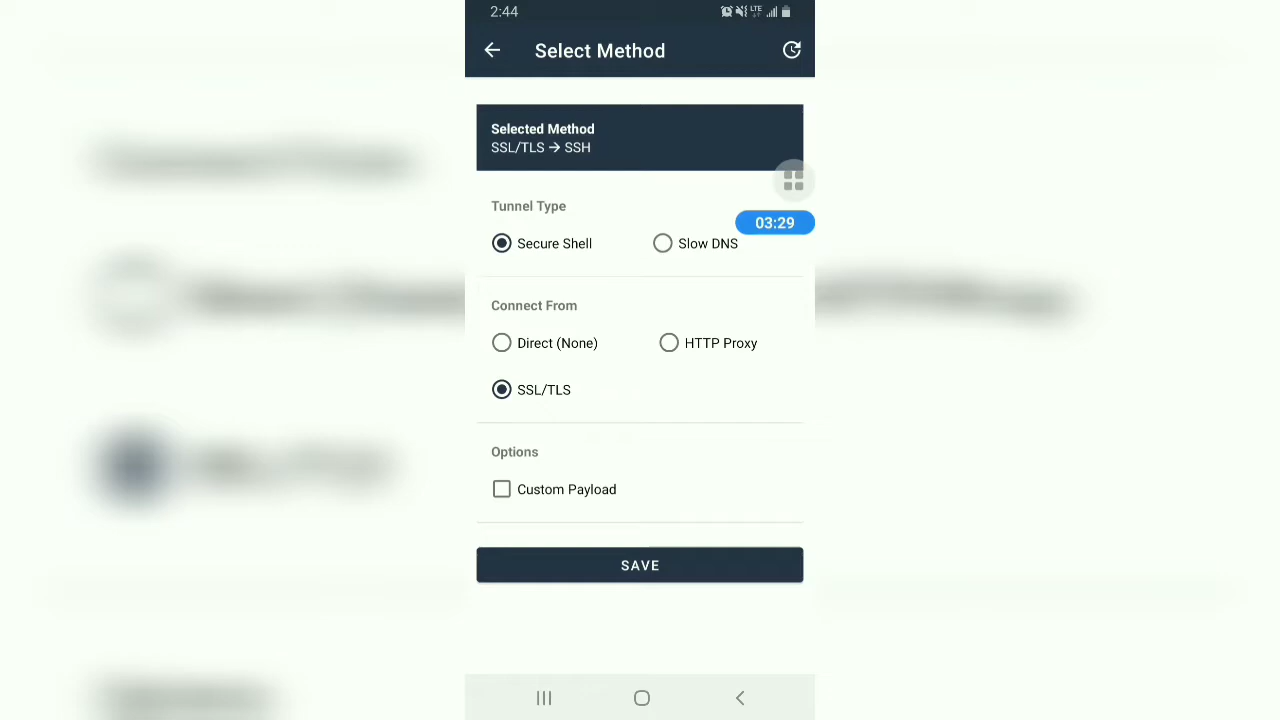 2:44
LTE
Select Method
Selected Method
SSL/TLS → SSH
Tunnel Type
03:29
Secure Shell
Slow DNS
Connect From
Direct (None)
HTTP Proxy
SSL/TLS
Options
Custom Payload
SAVE